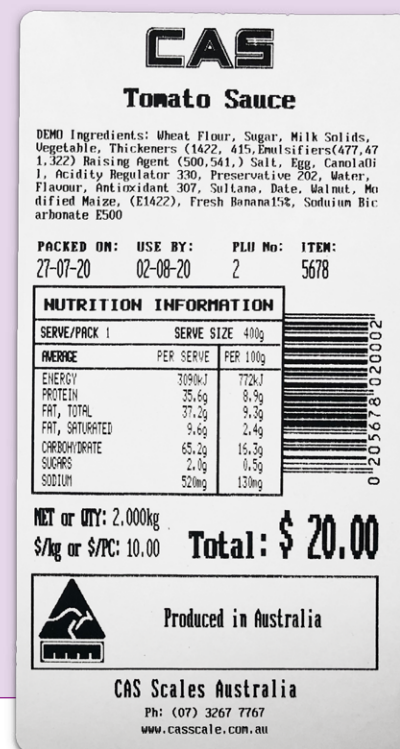 CAS
Tomato Sauce
DEMO Ingredients: Wheat Flour, Sugar, Milk Solids,
Vegetable, Thickeners (1422, 415,Emulsifiers(477,47
1,322) Raising Agent (500,541,) Salt, Egg, CanolaOi
l, Acidity Regulator 330, Preservative 202, Water,
Flavour, Antioxidant 307, Sultana, Date, Walnut, Mo
dified Maize, (E1422), Fresh Banana15%, Soduium Bic
arbonate E500
PACKED ON: USE BY: PLU No: ITEM:
27-07-20 02-08-20 2 5678
NUTRITION INFORMATION
SERVE/PACK 1 SERVE SIZE 400g
AVERAGE PER SERVE PER 100g
ENERGY 3090kJ 772kJ
PROTEIN 35.6g 8.9g
FAT, TOTAL 37.2g 9.3g
FAT, SATURATED 9.6g 2.4g
CARBOHYDRATE 65.2g 16.3g
SUGARS 2.0g 0.5g
SODIUM 520mg 130mg
0 205678 020002
NET or QTY: 2.000kg
$/kg or $/PC: 10.00 Total: $ 20.00
Produced in Australia
CAS Scales Australia
Ph: (07) 3267 7767
www.casscale.com.au